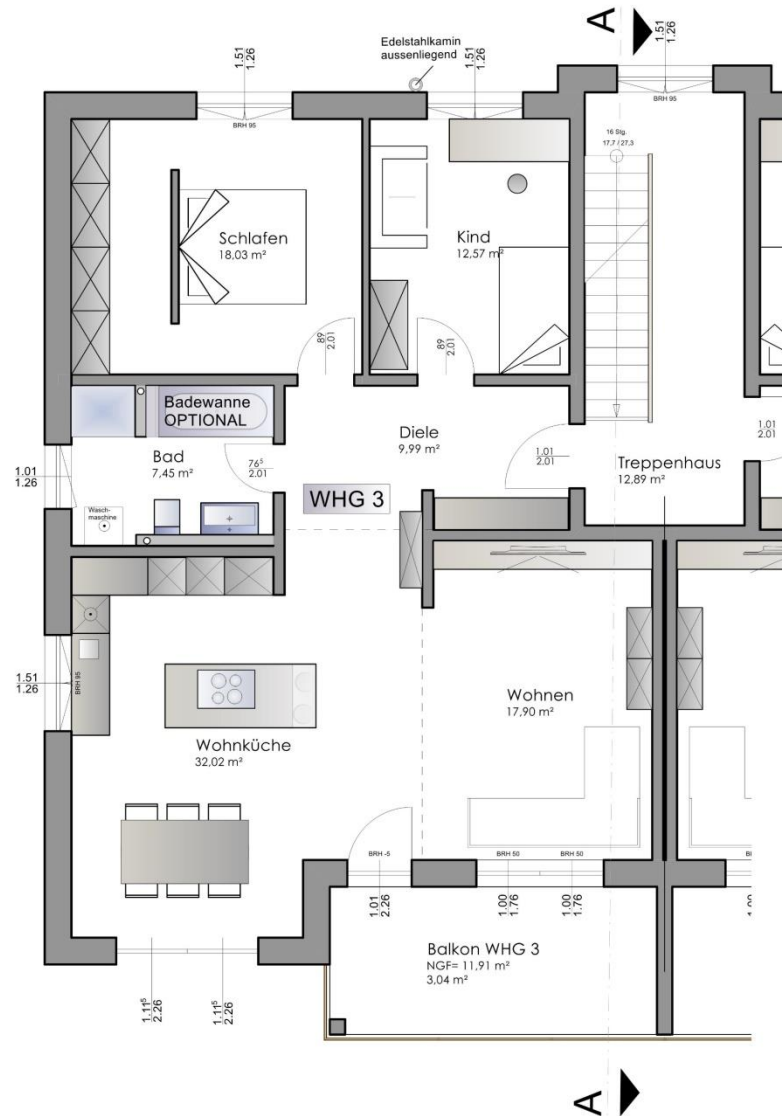 A
Edelstahlkamin
aussenliegend
1.51
1.26
1.51
1.26
1.51
1.26
BRH 95
BRH 95
16 Stg.
17,7 / 27,3
Schlafen
18,03 m²
Kind
12,57 m²
89
2.01
89
2.01
Badewanne
OPTIONAL
Diele
9,99 m²
1.01
2.01
1.01
2.01
Bad
7,45 m²
76⁵
2.01
Treppenhaus
12,89 m²
1.01
1.26
WHG 3
Wasch-
maschine
1.51
1.26
BRH 95
Wohnen
17,90 m²
Wohnküche
32,02 m²
BRH -5
BRH 50
BRH 50
1.01
2.26
1.00
1.76
1.00
1.76
1.00
Balkon WHG 3
NGF= 11,91 m²
3,04 m²
1.11⁵
2.26
1.11⁵
2.26
A